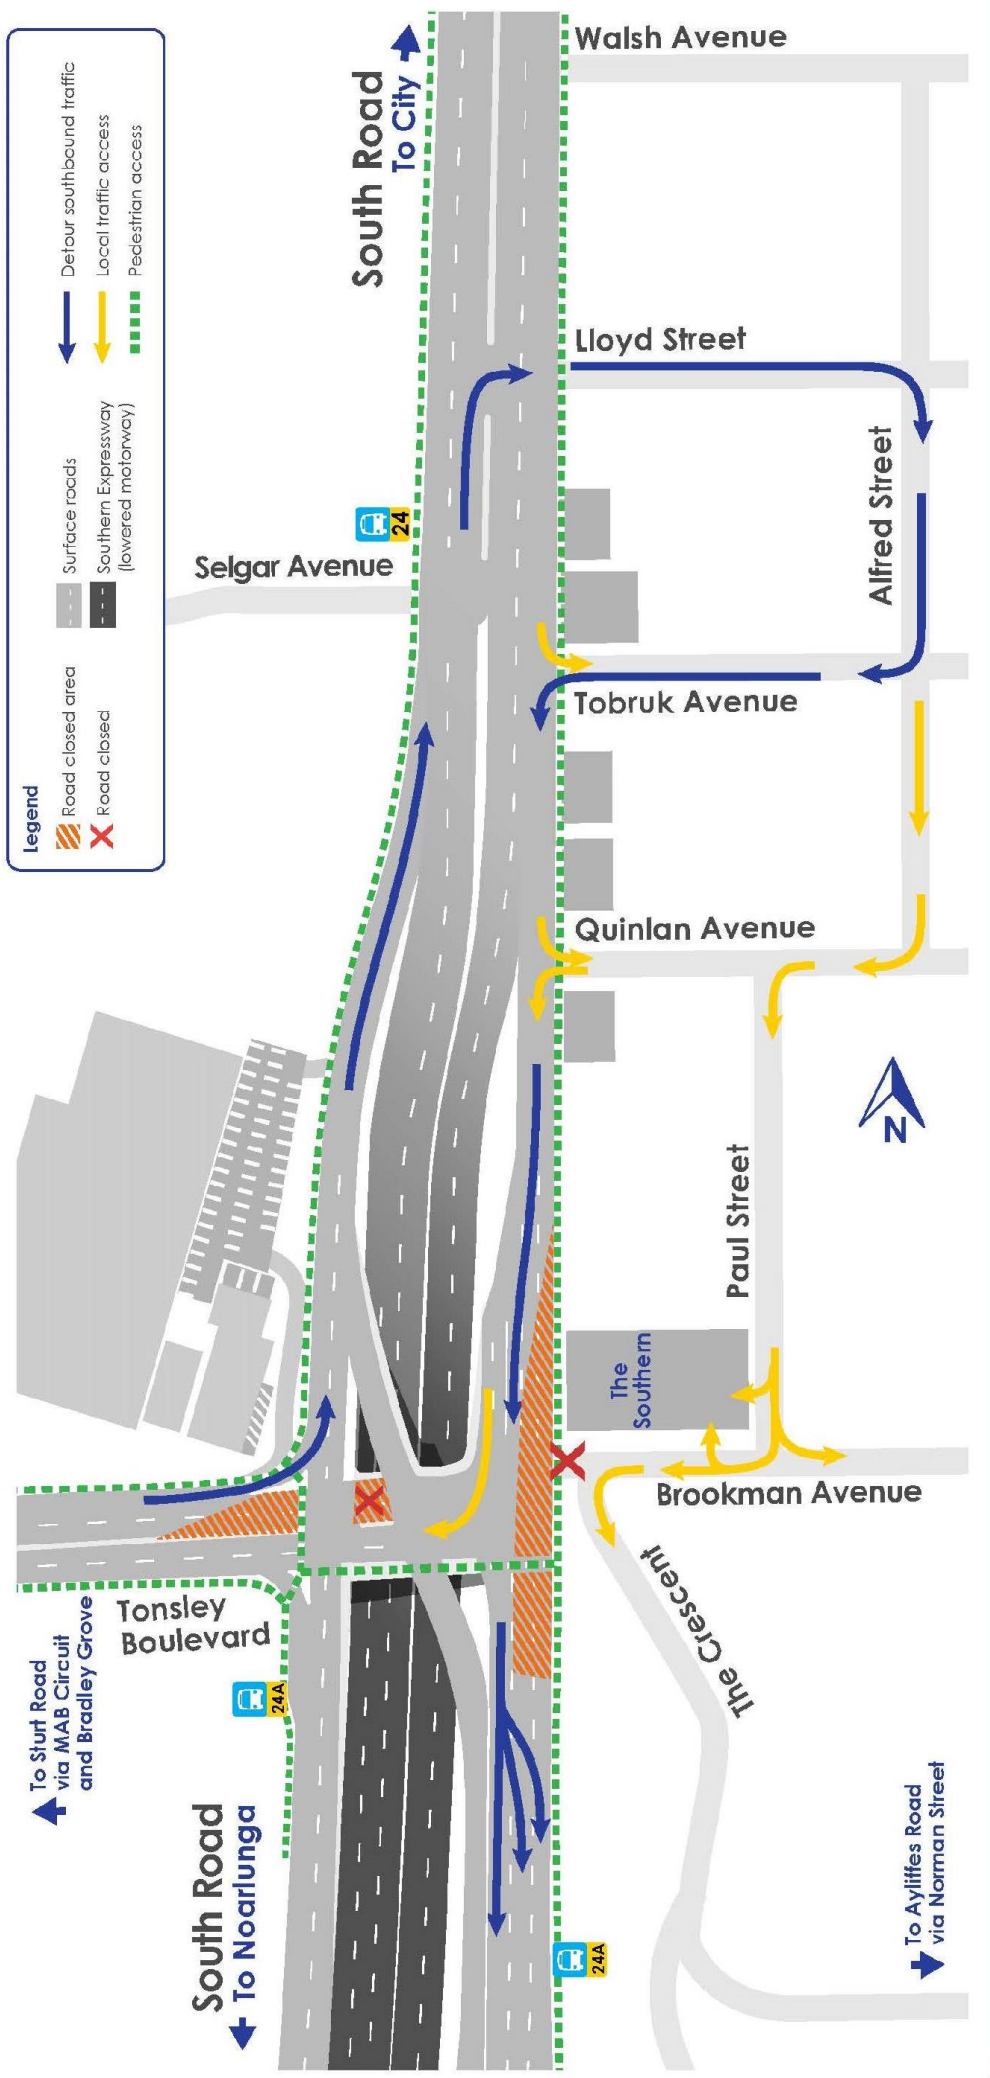 Legend
Road closed area
Road closed
Surface roads
Southern Expressway
(lowered motorway)
Detour southbound traffic
Local traffic access
Pedestrian access
South Road
To City
Walsh Avenue
Lloyd Street
24
Selgar Avenue
Alfred Street
Tobruk Avenue
Quinlan Avenue
N
Paul Street
The
Southern
Brookman Avenue
The Crescent
Tonsley
Boulevard
To Sturt Road
via MAB Circuit
and Bradley Grove
24A
South Road
To Noarlunga
24A
To Ayliffes Road
via Norman Street